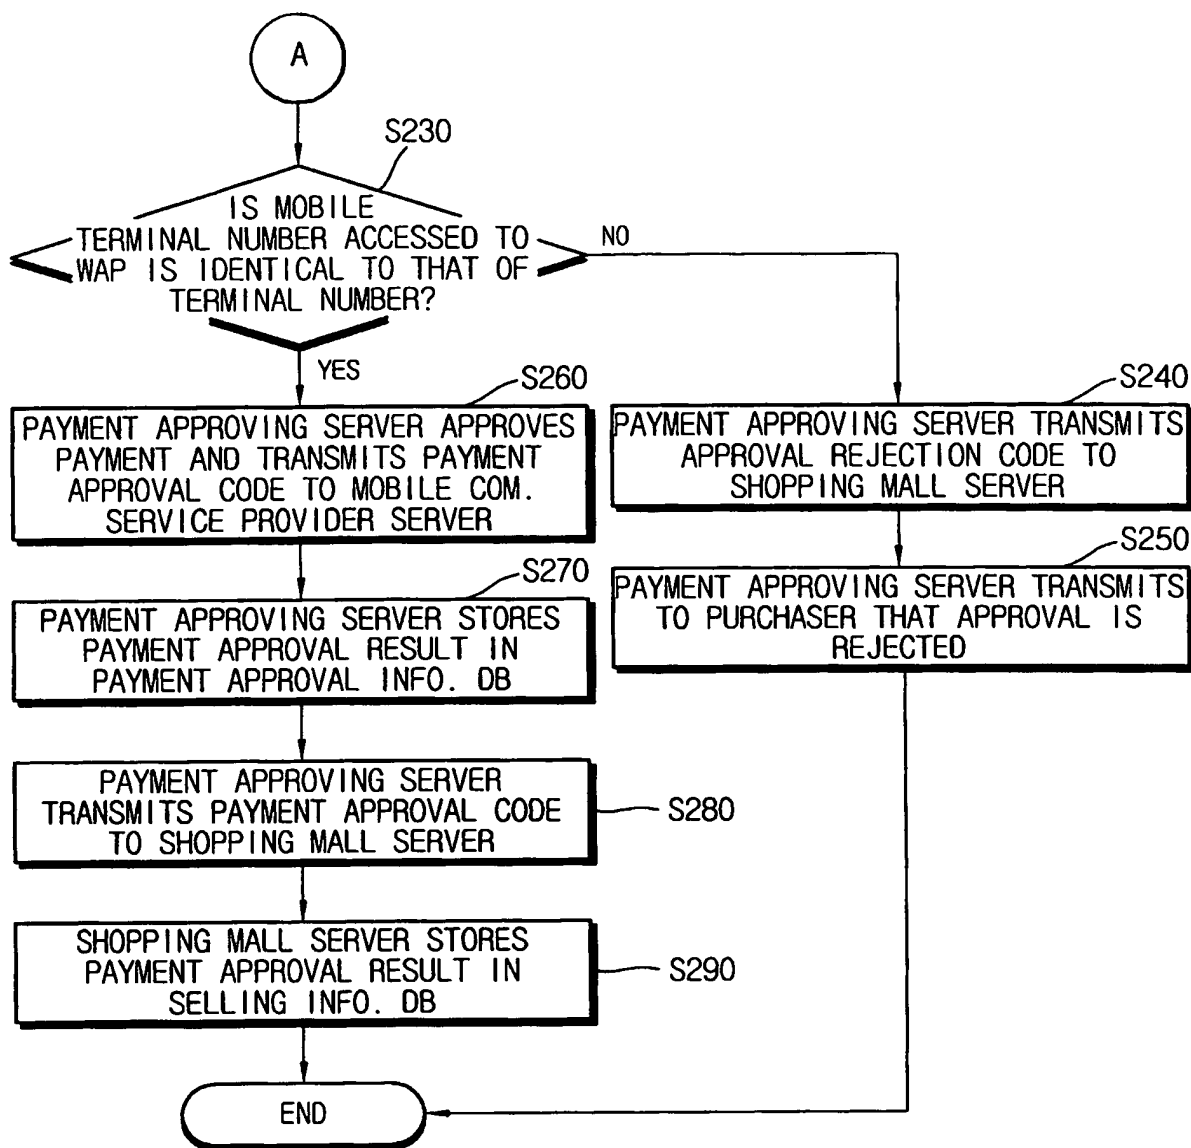 A
S230
IS MOBILE
TERMINAL NUMBER ACCESSED TO
WAP IS IDENTICAL TO THAT OF
TERMINAL NUMBER?
NO
YES
S260
PAYMENT APPROVING SERVER APPROVES
PAYMENT AND TRANSMITS PAYMENT
APPROVAL CODE TO MOBILE COM.
SERVICE PROVIDER SERVER
S240
PAYMENT APPROVING SERVER TRANSMITS
APPROVAL REJECTION CODE TO
SHOPPING MALL SERVER
S270
PAYMENT APPROVING SERVER STORES
PAYMENT APPROVAL RESULT IN
PAYMENT APPROVAL INFO. DB
S250
PAYMENT APPROVING SERVER TRANSMITS
TO PURCHASER THAT APPROVAL IS
REJECTED
PAYMENT APPROVING SERVER
TRANSMITS PAYMENT APPROVAL CODE
TO SHOPPING MALL SERVER
S280
SHOPPING MALL SERVER STORES
PAYMENT APPROVAL RESULT IN
SELLING INFO. DB
S290
END